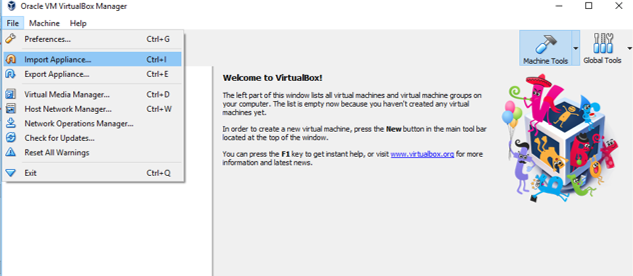 Oracle VM VirtualBox Manager
File Machine Help
Preferences... Ctrl+G
Import Appliance... Ctrl+I
Export Appliance... Ctrl+E
Virtual Media Manager... Ctrl+D
Host Network Manager... Ctrl+W
Network Operations Manager...
Check for Updates...
Reset All Warnings
Exit Ctrl+Q
Machine Tools
Global Tools
Welcome to VirtualBox!
The left part of this window lists all virtual machines and virtual machine groups on
your computer. The list is empty now because you haven't created any virtual
machines yet.
In order to create a new virtual machine, press the New button in the main tool bar
located at the top of the window.
You can press the F1 key to get instant help, or visit www.virtualbox.org for more
information and latest news.